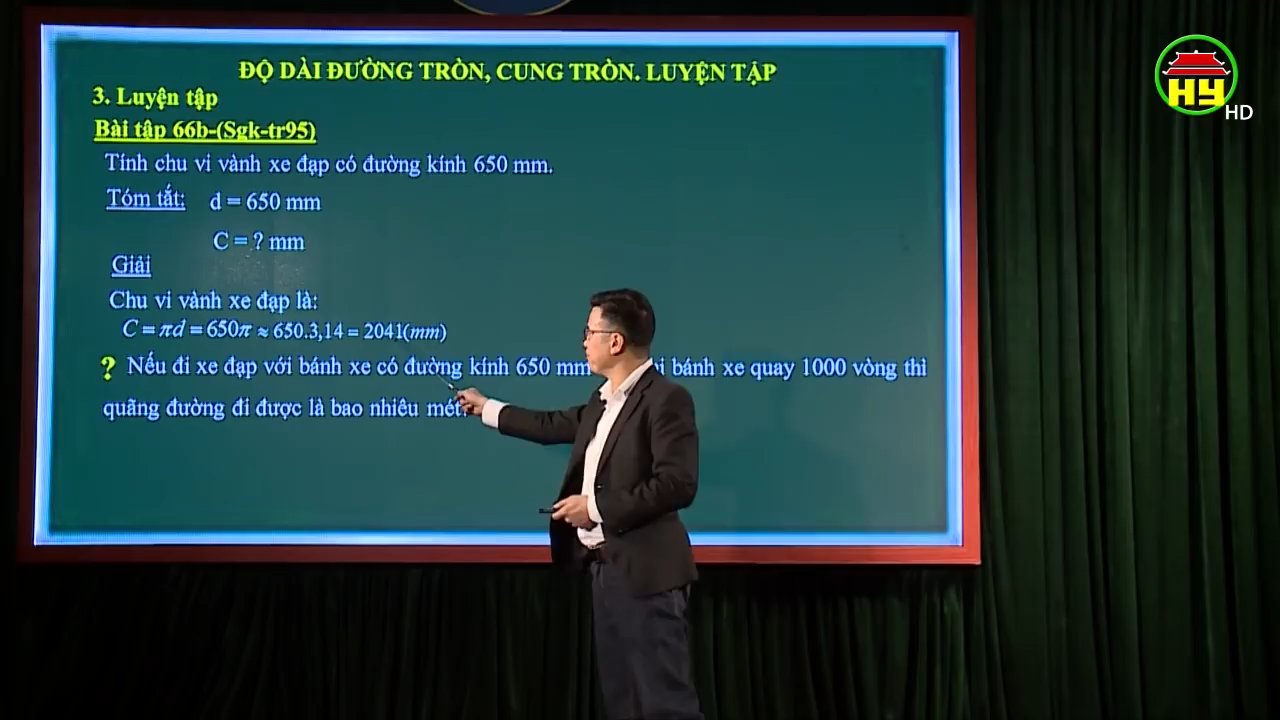 ĐỘ DÀI ĐƯỜNG TRÒN, CUNG TRÒN. LUYỆN TẬP
3. Luyện tập
Bài tập 66b-(Sgk-tr95)
Tính chu vi vành xe đạp có đường kính 650 mm.
Tóm tắt: d = 650 mm
C = ? mm
Giải
Chu vi vành xe đạp là:
C = πd = 650π ≈ 650.3,14 = 2041(mm)
? Nếu đi xe đạp với bánh xe có đường kính 650 mm bánh xe quay 1000 vòng thì
quãng đường đi được là bao nhiêu mét
HY
HD